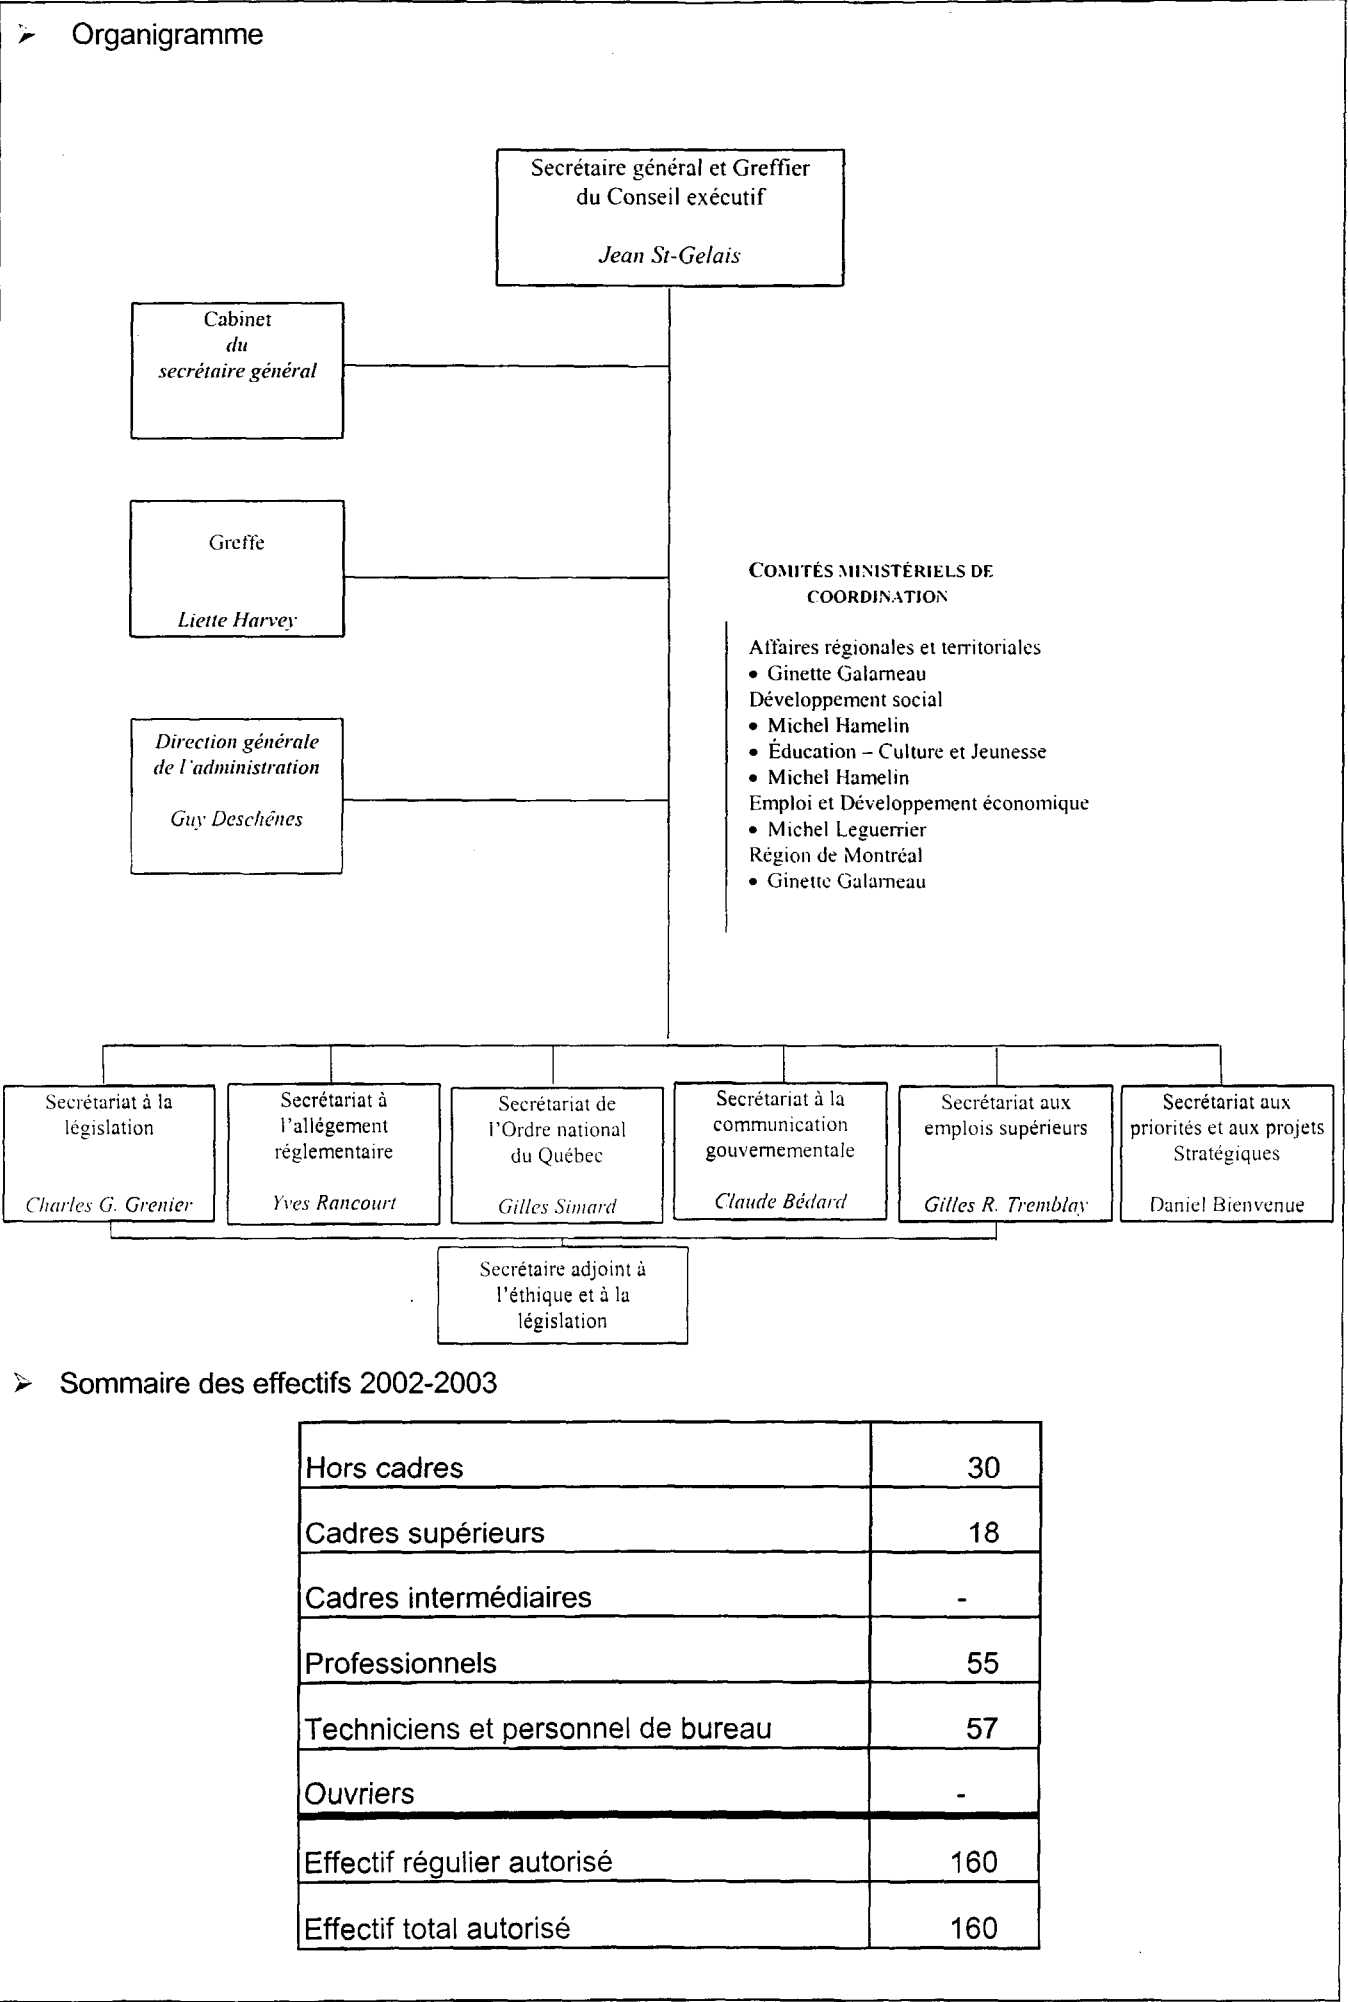 ➢ Organigramme
Secrétaire général et Greffier
du Conseil exécutif
Jean St-Gelais
Cabinet
du
secrétaire général
Greffe
Liette Harvey
Direction générale
de l'administration
Guy Deschênes
COMITÉS MINISTÉRIELS DE
COORDINATION
Affaires régionales et territoriales
• Ginette Galarneau
Développement social
• Michel Hamelin
• Éducation – Culture et Jeunesse
• Michel Hamelin
Emploi et Développement économique
• Michel Leguerrier
Région de Montréal
• Ginette Galarneau
Secrétariat à la
législation
Charles G. Grenier
Secrétariat à
l'allégement
réglementaire
Yves Rancourt
Secrétariat de
l'Ordre national
du Québec
Gilles Simard
Secrétariat à la
communication
gouvernementale
Claude Bédard
Secrétariat aux
emplois supérieurs
Gilles R. Tremblay
Secrétariat aux
priorités et aux projets
Stratégiques
Daniel Bienvenue
Secrétaire adjoint à
l'éthique et à la
législation
➢ Sommaire des effectifs 2002-2003
Hors cadres 30
Cadres supérieurs 18
Cadres intermédiaires -
Professionnels 55
Techniciens et personnel de bureau 57
Ouvriers -
Effectif régulier autorisé 160
Effectif total autorisé 160